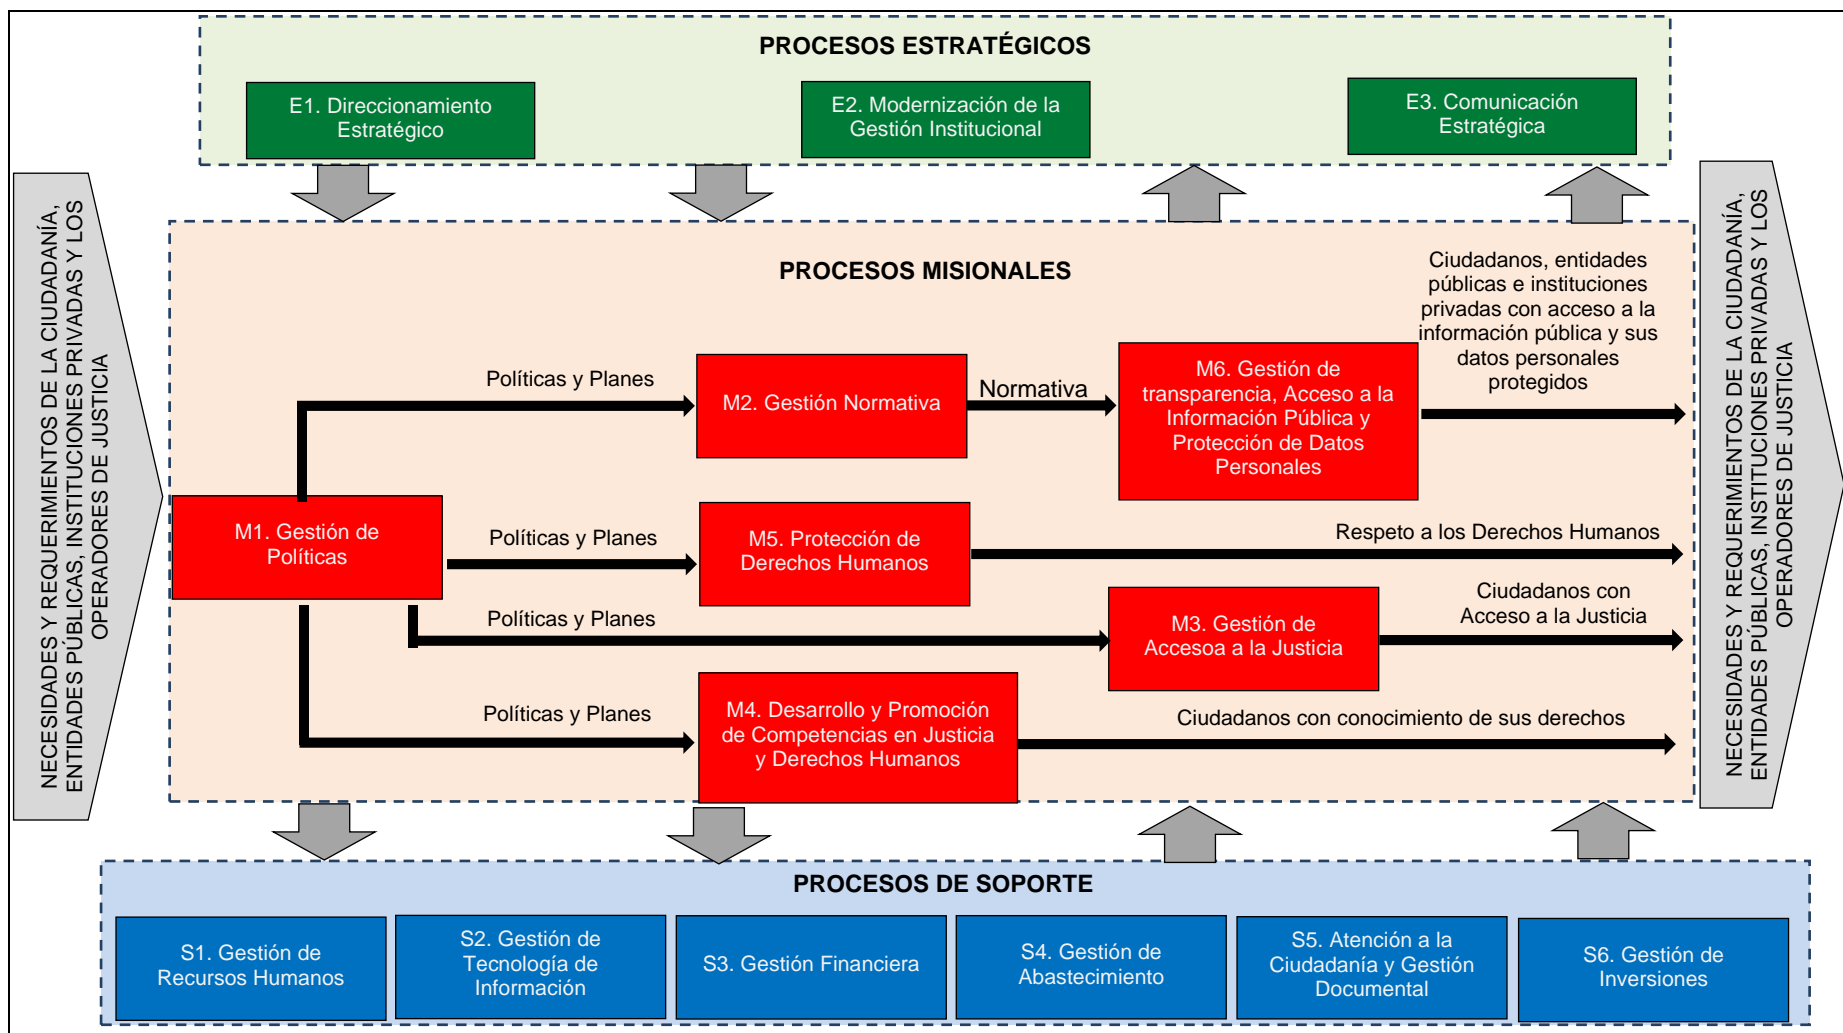 PROCESOS ESTRATÉGICOS
E1. Direccionamiento
Estratégico
E2. Modernización de la
Gestión Institucional
E3. Comunicación
Estratégica
NECESIDADES Y REQUERIMIENTOS DE LA CIUDADANÍA,
ENTIDADES PÚBLICAS, INSTITUCIONES PRIVADAS Y LOS
OPERADORES DE JUSTICIA
PROCESOS MISIONALES
Ciudadanos, entidades
públicas e instituciones
privadas con acceso a la
información pública y sus
datos personales
protegidos
Políticas y Planes
M2. Gestión Normativa
Normativa
M6. Gestión de
transparencia, Acceso a la
Información Pública y
Protección de Datos
Personales
M1. Gestión de
Políticas
Políticas y Planes
M5. Protección de
Derechos Humanos
Respeto a los Derechos Humanos
Políticas y Planes
M3. Gestión de
Accesoa a la Justicia
Ciudadanos con
Acceso a la Justicia
Políticas y Planes
M4. Desarrollo y Promoción
de Competencias en Justicia
y Derechos Humanos
Ciudadanos con conocimiento de sus derechos
NECESIDADES Y REQUERIMIENTOS DE LA CIUDADANÍA,
ENTIDADES PÚBLICAS, INSTITUCIONES PRIVADAS Y LOS
OPERADORES DE JUSTICIA
PROCESOS DE SOPORTE
S1. Gestión de
Recursos Humanos
S2. Gestión de
Tecnología de
Información
S3. Gestión Financiera
S4. Gestión de
Abastecimiento
S5. Atención a la
Ciudadanía y Gestión
Documental
S6. Gestión de
Inversiones